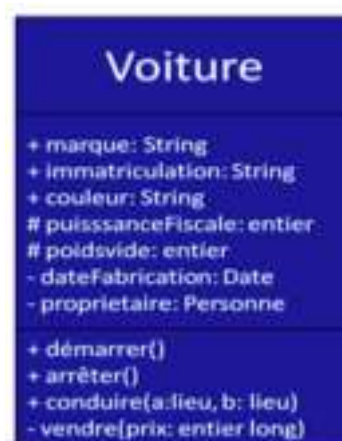 Voiture
+ marque: String
+ immatriculation: String
+ couleur: String
# puisssanceFiscale: entier
# poidsvide: entier
- dateFabrication: Date
- proprietaire: Personne
+ démarrer()
+ arrêter()
+ conduire(a:lieu, b: lieu)
- vendre(prix: entier long)